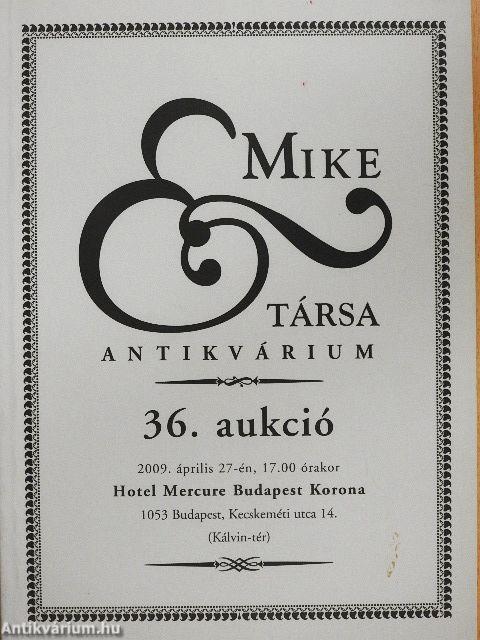 & MIKE
TÁRSA
ANTIKVÁRIUM
36. aukció
2009. április 27-én, 17.00 órakor
Hotel Mercure Budapest Korona
1053 Budapest, Kecskeméti utca 14.
(Kálvin-tér)
Antikvárium.hu